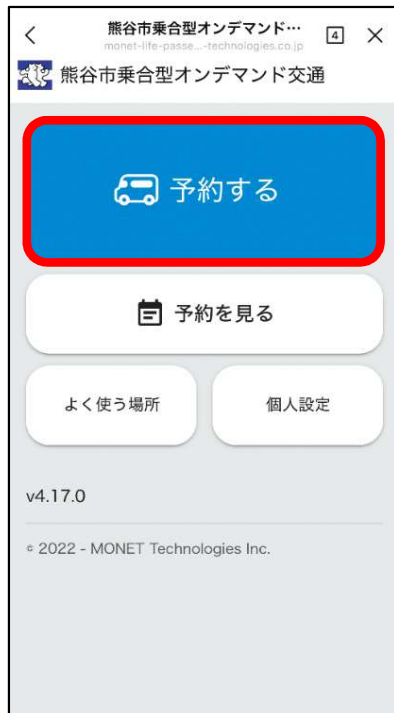 熊谷市乗合型オンデマンド…
monet-life-passe...-technologies.co.jp
4
熊谷市乗合型オンデマンド交通
予約する
予約を見る
よく使う場所
個人設定
v4.17.0
© 2022 - MONET Technologies Inc.